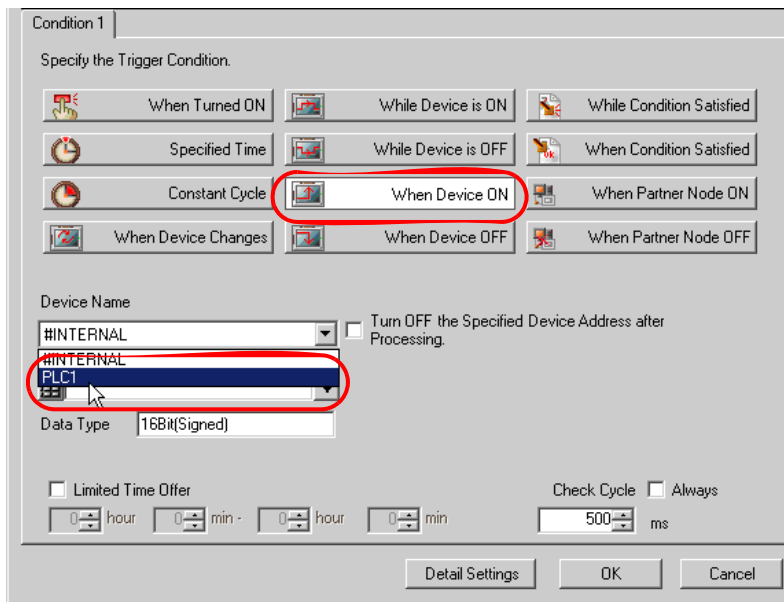 Condition 1
Specify the Trigger Condition.
When Turned ON While Device is ON While Condition Satisfied
Specified Time While Device is OFF When Condition Satisfied
Constant Cycle When Device ON When Partner Node ON
When Device Changes When Device OFF When Partner Node OFF
Device Name
#INTERNAL Turn OFF the Specified Device Address after
Processing.
#INTERNAL
PLC1
Data Type 16Bit(Signed)
Limited Time Offer Check Cycle Always
0 hour 0 min - 0 hour 0 min 500 ms
Detail Settings OK Cancel